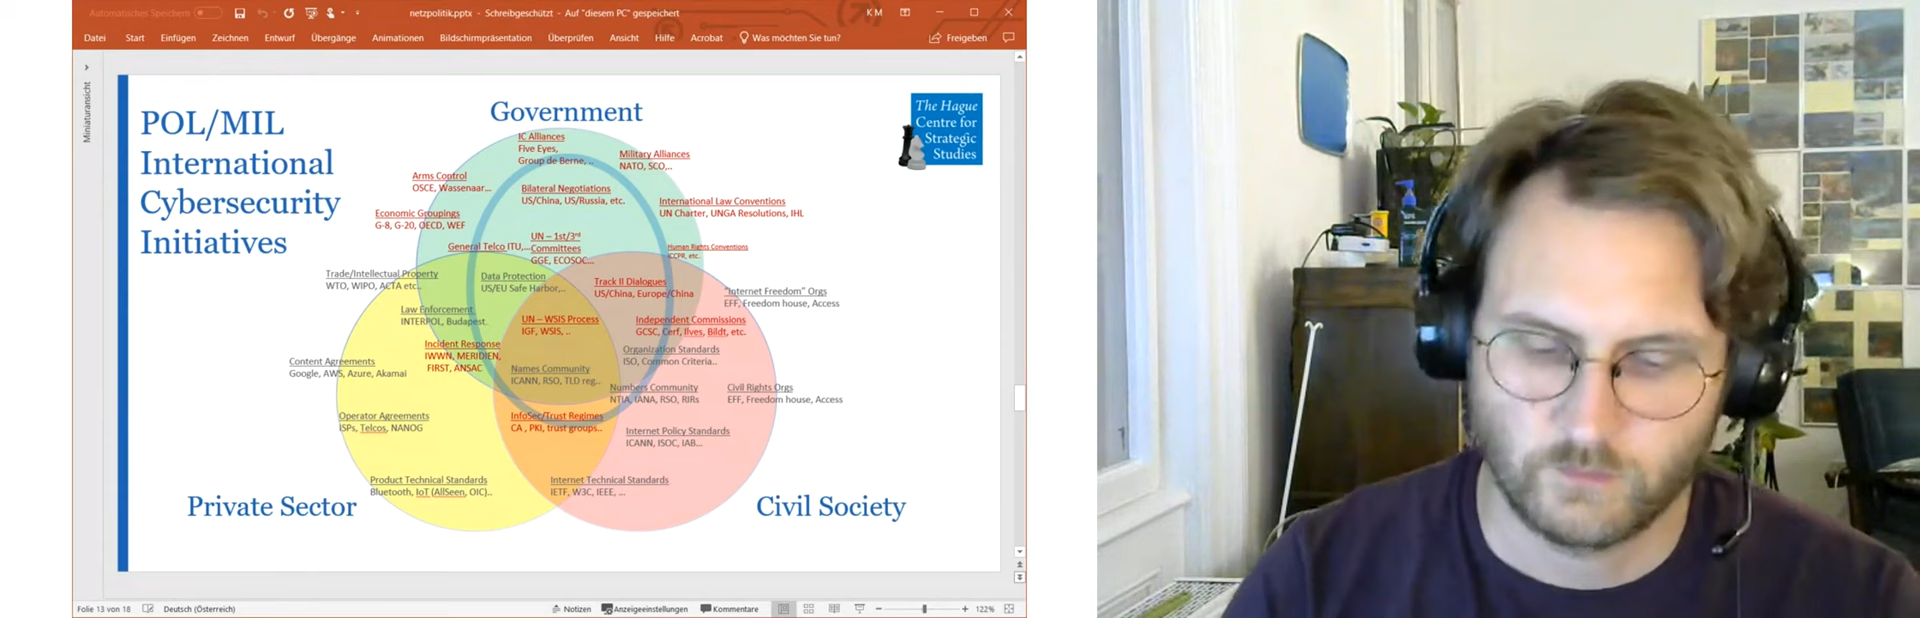 Automatisches Speichern
netzpolitik.pptx - Schreibgeschützt - Auf "diesem PC" gespeichert
K M
Datei Start Einfügen Zeichnen Entwurf Übergänge Animationen Bildschirmpräsentation Überprüfen Ansicht Hilfe Acrobat Was möchten Sie tun? Freigeben
Miniaturansicht
POL/MIL
International
Cybersecurity
Initiatives
Government
The Hague
Centre for
Strategic
Studies
IC Alliances
Five Eyes,
Group de Berne, ..
Military Alliances
NATO, SCO,..
Arms Control
OSCE, Wassenaar...
Bilateral Negotiations
US/China, US/Russia, etc.
International Law Conventions
UN Charter, UNGA Resolutions, IHL
Economic Groupings
G-8, G-20, OECD, WEF
General Telco ITU,...
UN – 1st/3rd
Committees
GGE, ECOSOC...
Human Rights Conventions
ICCPR, etc..
Trade/Intellectual Property
WTO, WIPO, ACTA etc..
Data Protection
US/EU Safe Harbor,..
Track II Dialogues
US/China, Europe/China
"Internet Freedom" Orgs
EFF, Freedom house, Access
Law Enforcement
INTERPOL, Budapest.
UN – WSIS Process
IGF, WSIS, ..
Independent Commissions
GCSC, Cerf, Ilves, Bildt, etc.
Incident Response
IWWN, MERIDIEN,
FIRST, ANSAC
Organization Standards
ISO, Common Criteria..
Content Agreements
Google, AWS, Azure, Akamai
Names Community
ICANN, RSO, TLD reg..
Numbers Community
NTIA, IANA, RSO, RIRs
Civil Rights Orgs
EFF, Freedom house, Access
Operator Agreements
ISPs, Telcos, NANOG
InfoSec/Trust Regimes
CA , PKI, trust groups..
Internet Policy Standards
ICANN, ISOC, IAB...
Product Technical Standards
Bluetooth, IoT (AllSeen, OIC)..
Internet Technical Standards
IETF, W3C, IEEE, ...
Private Sector
Civil Society
Folie 13 von 18 Deutsch (Österreich) Notizen Anzeigeeinstellungen Kommentare 122%